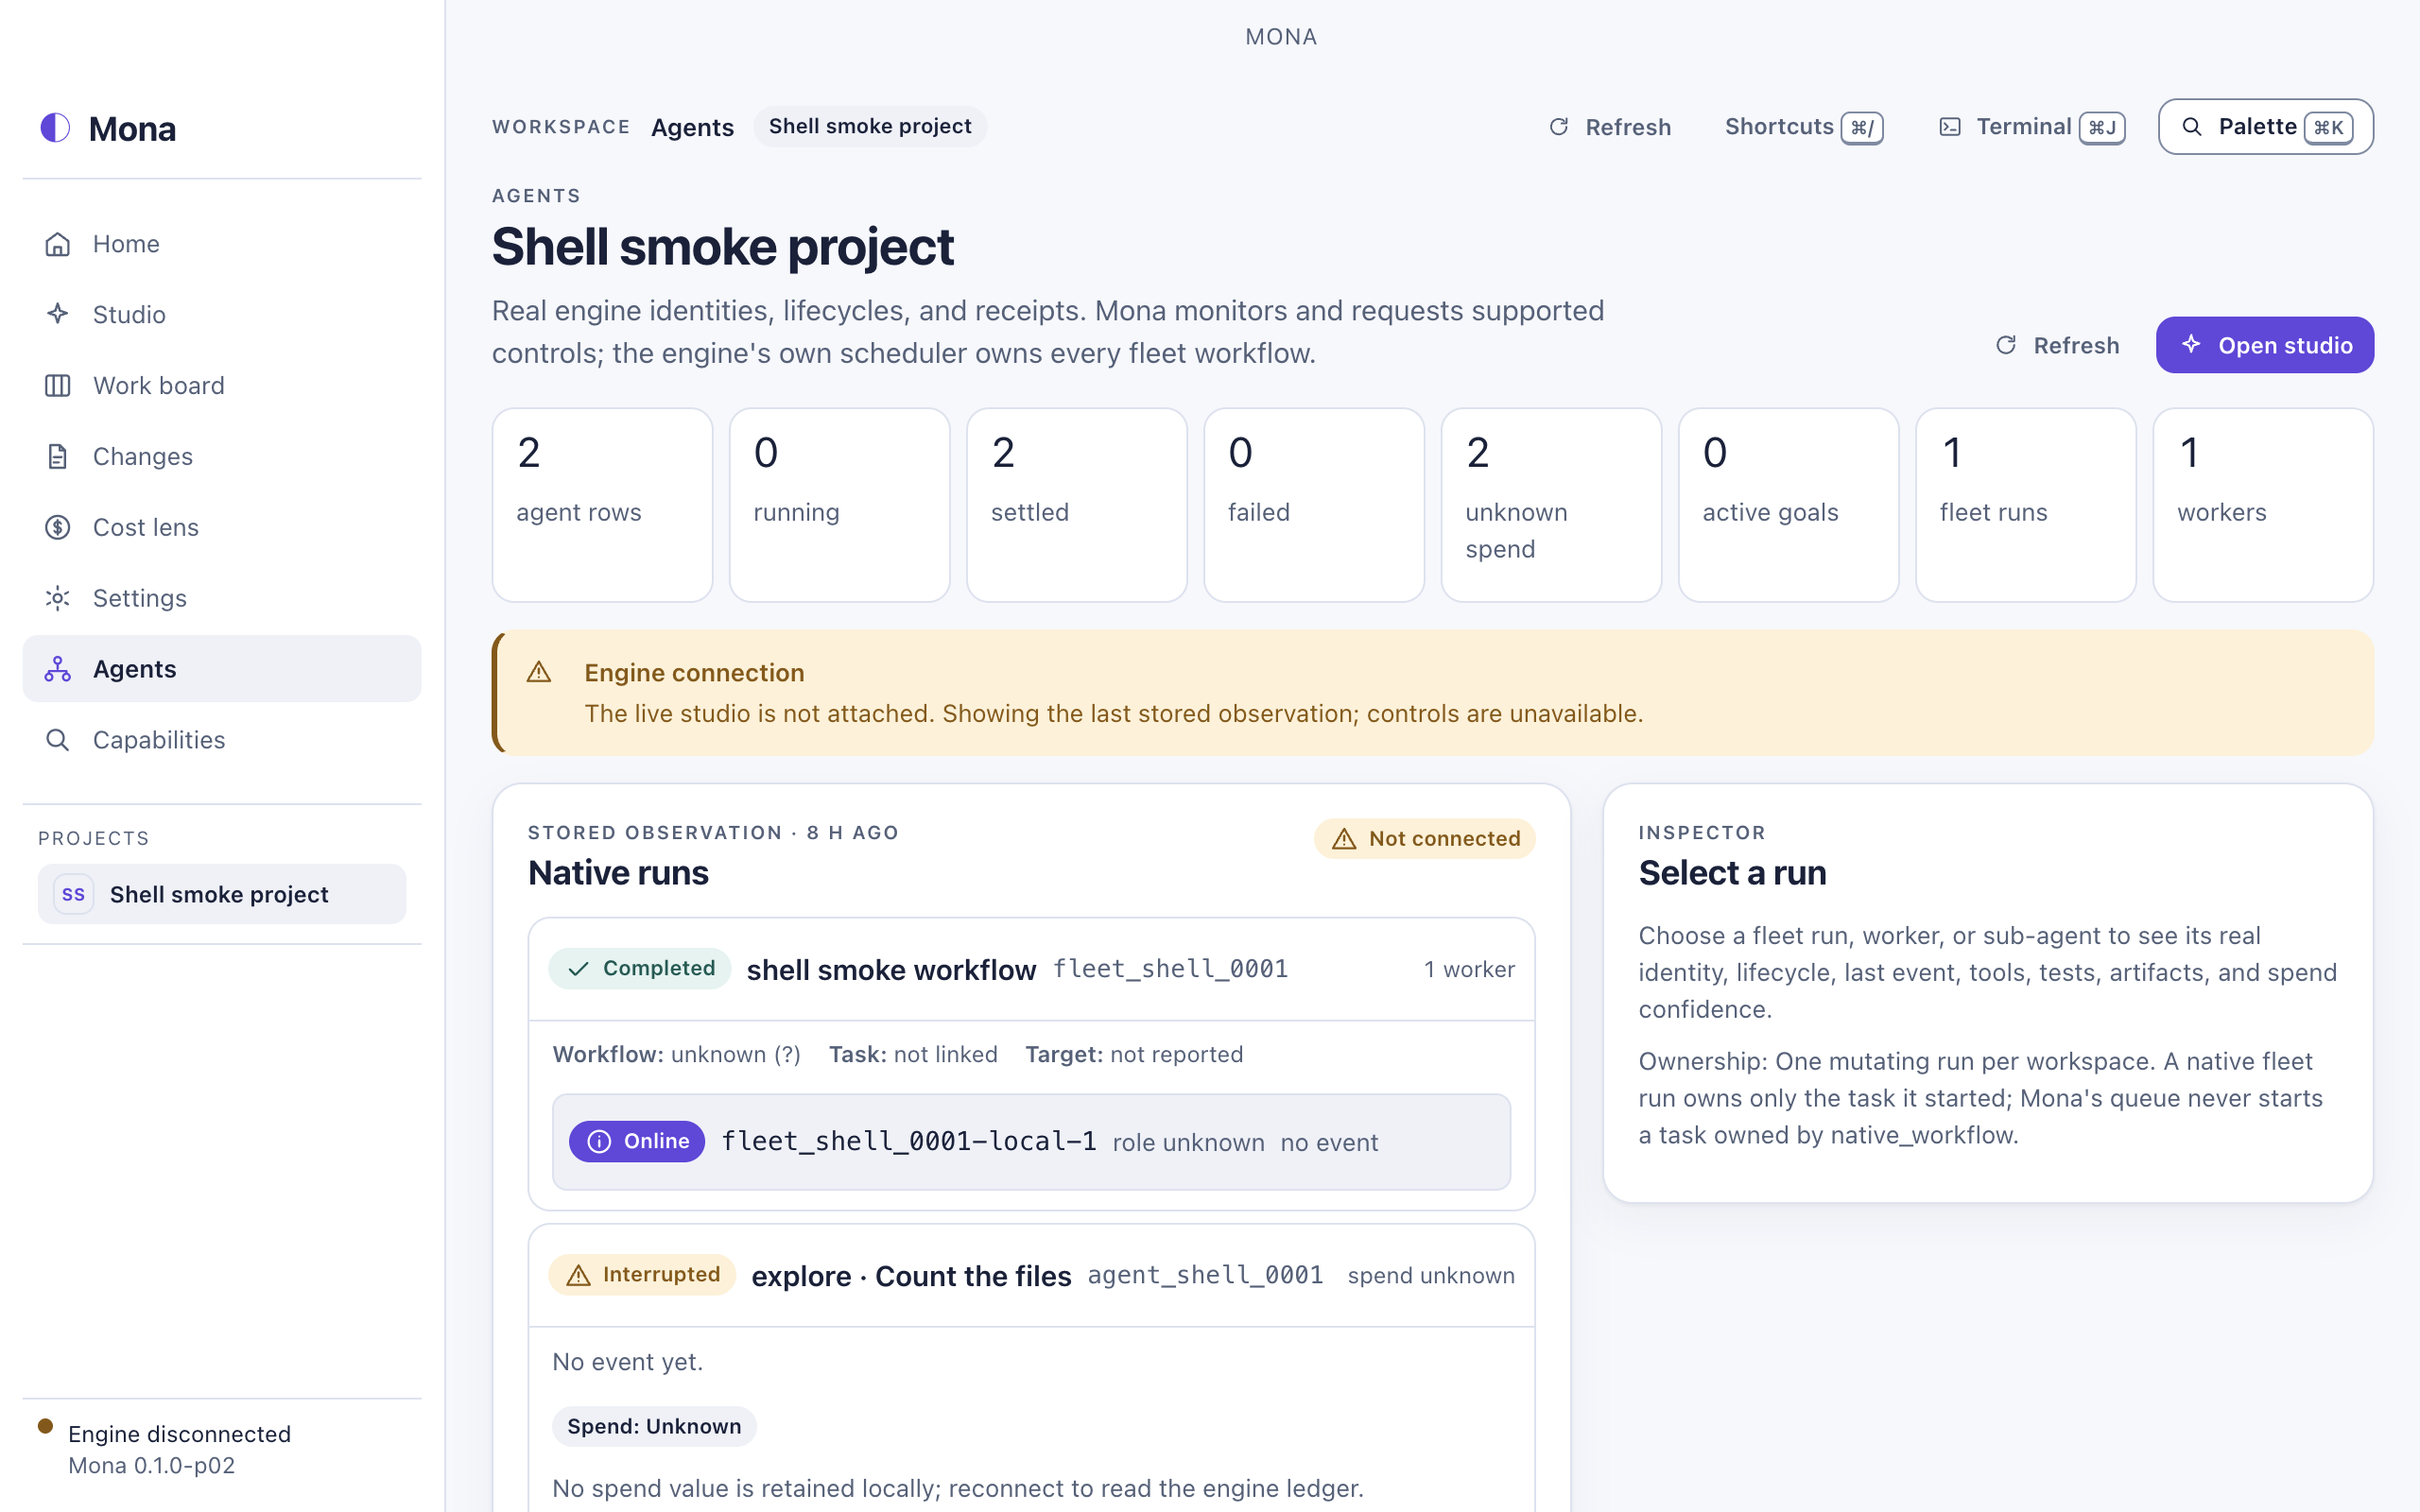 MONA
Mona
Home
Studio
Work board
Changes
Cost lens
Settings
Agents
Capabilities
PROJECTS
SS Shell smoke project
Engine disconnected
Mona 0.1.0-p02
WORKSPACE Agents Shell smoke project
Refresh Shortcuts ⌘/ Terminal ⌘J Palette ⌘K
AGENTS
Shell smoke project
Real engine identities, lifecycles, and receipts. Mona monitors and requests supported
controls; the engine's own scheduler owns every fleet workflow.
Refresh Open studio
2
agent rows
0
running
2
settled
0
failed
2
unknown
spend
0
active goals
1
fleet runs
1
workers
Engine connection
The live studio is not attached. Showing the last stored observation; controls are unavailable.
STORED OBSERVATION · 8 H AGO
Native runs
Not connected
Completed shell smoke workflow fleet_shell_0001 1 worker
Workflow: unknown (?) Task: not linked Target: not reported
Online fleet_shell_0001-local-1 role unknown no event
Interrupted explore · Count the files agent_shell_0001 spend unknown
No event yet.
Spend: Unknown
No spend value is retained locally; reconnect to read the engine ledger.
INSPECTOR
Select a run
Choose a fleet run, worker, or sub-agent to see its real
identity, lifecycle, last event, tools, tests, artifacts, and spend
confidence.
Ownership: One mutating run per workspace. A native fleet
run owns only the task it started; Mona's queue never starts
a task owned by native_workflow.